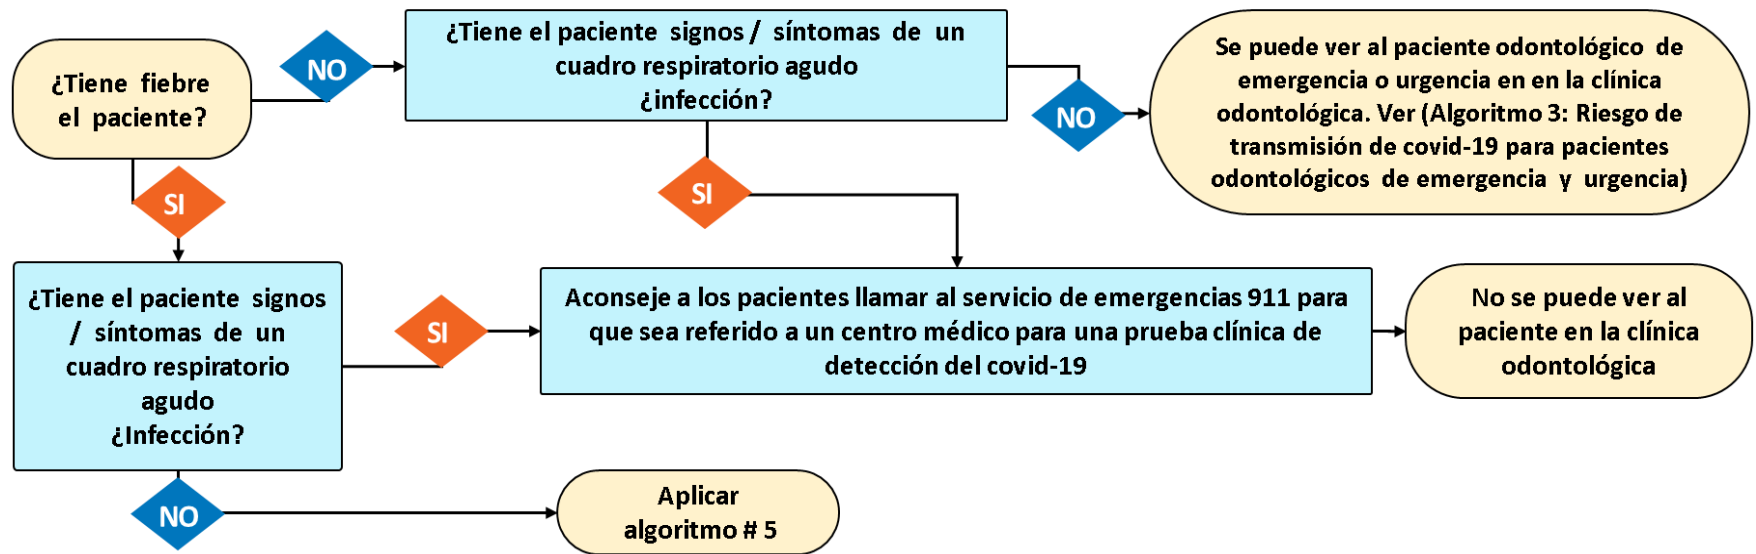 ¿Tiene fiebre
el paciente?
NO
¿Tiene el paciente signos / síntomas de un
cuadro respiratorio agudo
¿infección?
NO
Se puede ver al paciente odontológico de
emergencia o urgencia en en la clínica
odontológica. Ver (Algoritmo 3: Riesgo de
transmisión de covid-19 para pacientes
odontológicos de emergencia y urgencia)
SI
SI
¿Tiene el paciente signos
/ síntomas de un
cuadro respiratorio
agudo
¿Infección?
SI
Aconseje a los pacientes llamar al servicio de emergencias 911 para
que sea referido a un centro médico para una prueba clínica de
detección del covid-19
No se puede ver al
paciente en la clínica
odontológica
NO
Aplicar
algoritmo # 5